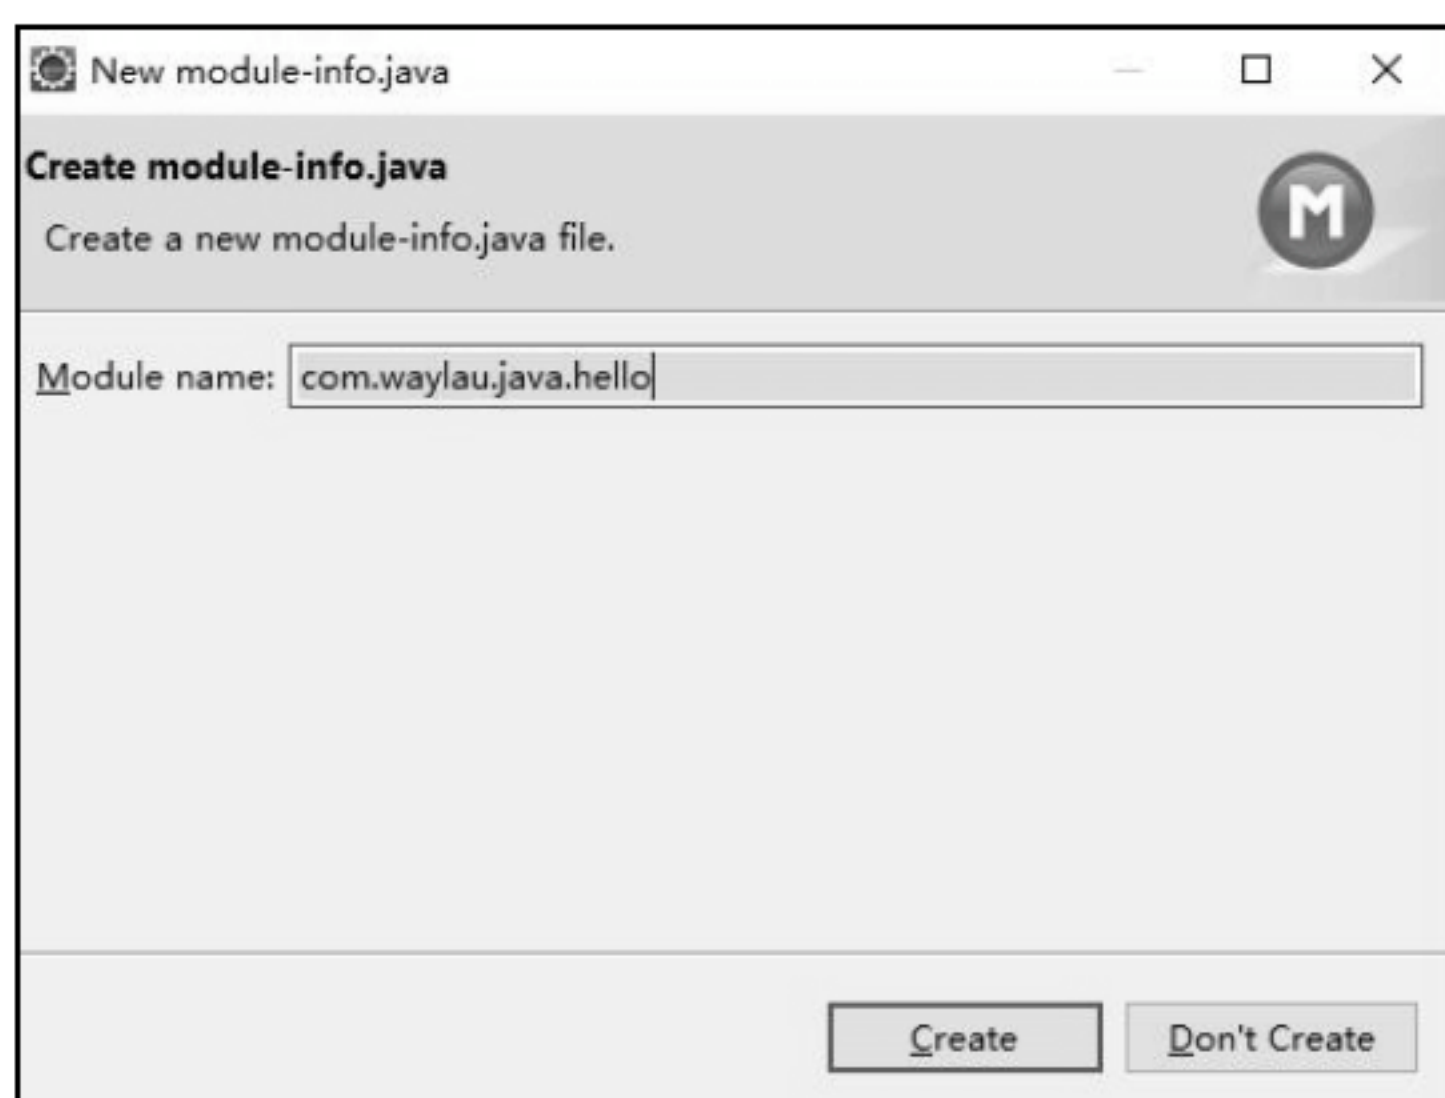 New module-info.java
Create module-info.java
Create a new module-info.java file.
M
Module name: com.waylau.java.hello
Create Don't Create